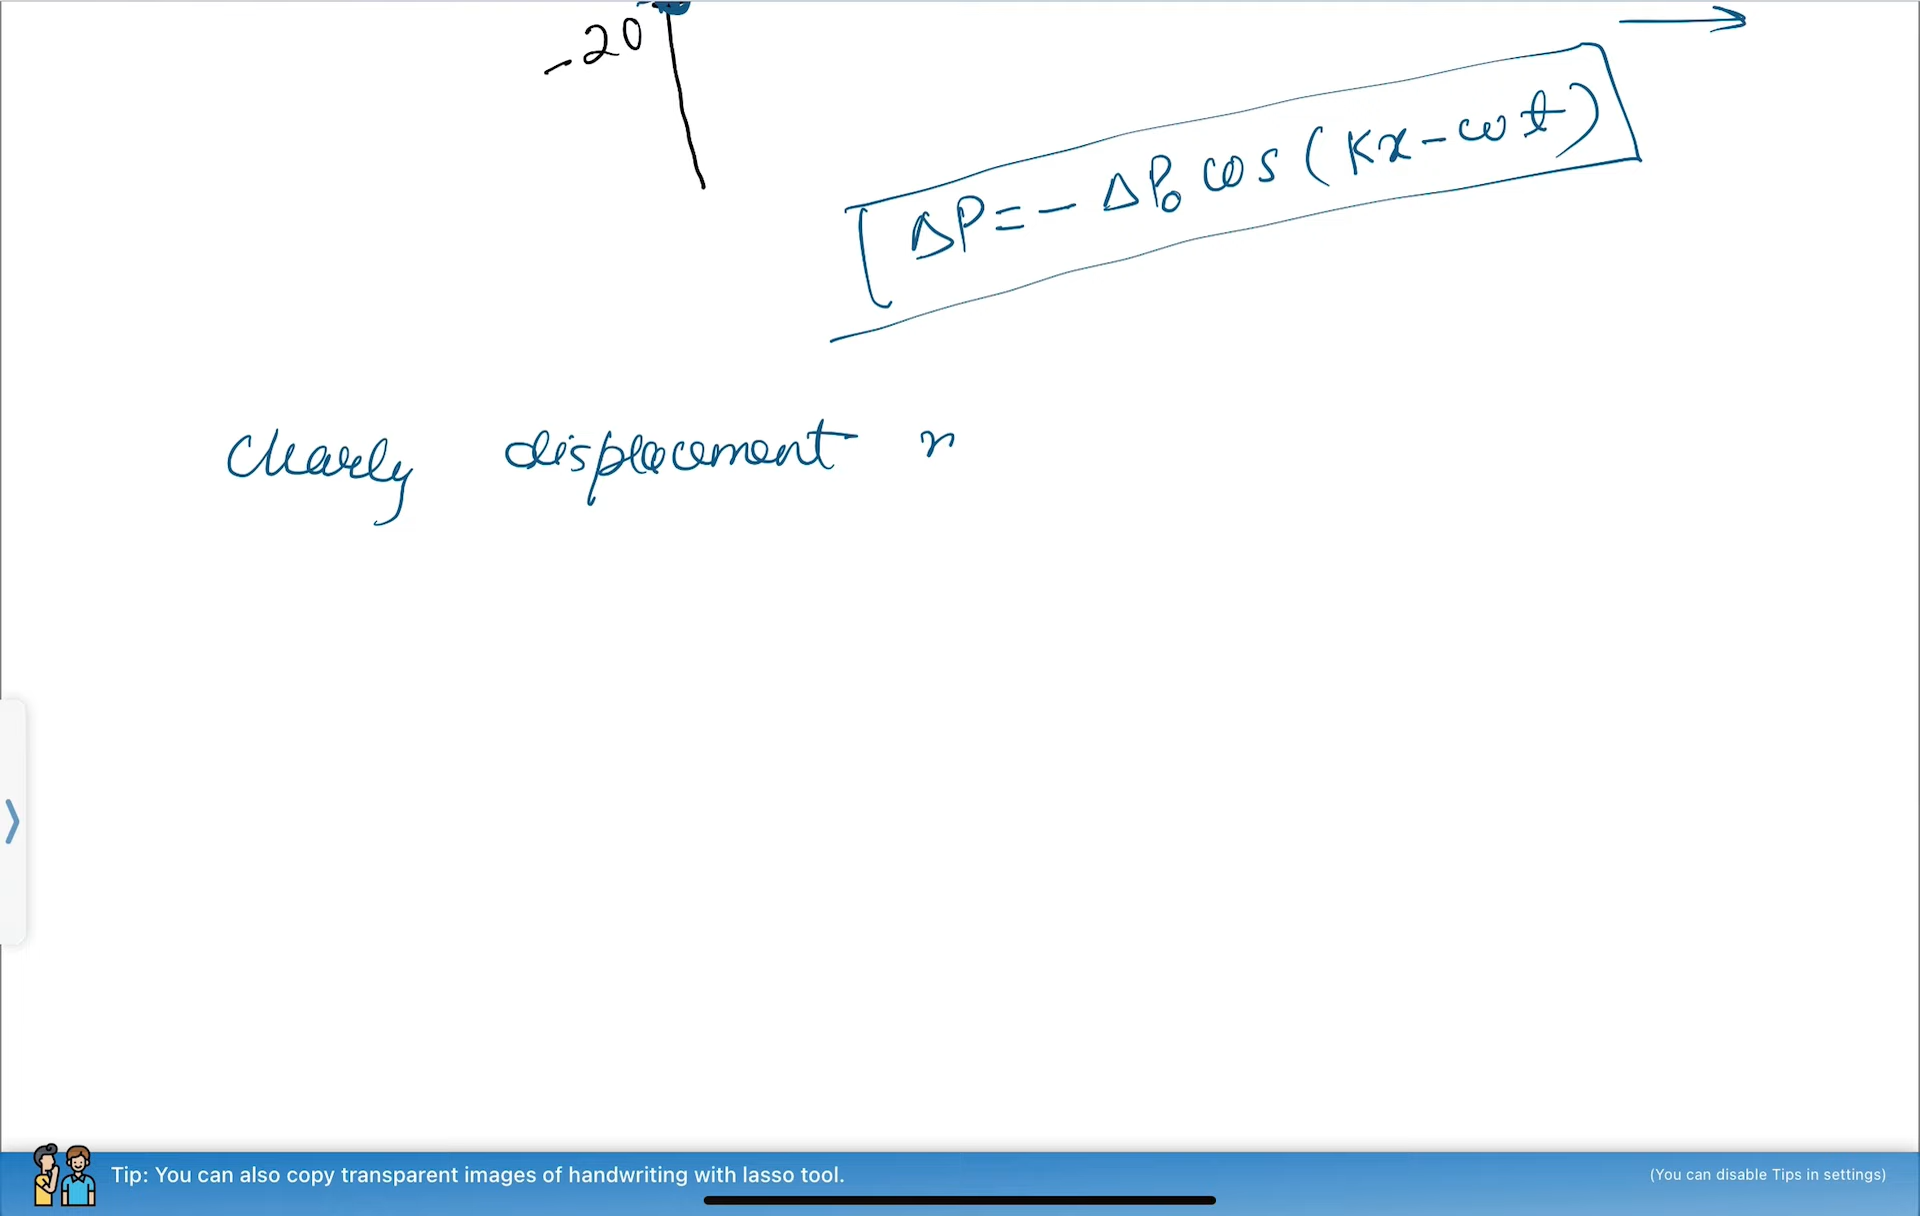 -20
ΔP = - ΔP₀ cos (Kx - ωt)
Clearly displacement
Tip: You can also copy transparent images of handwriting with lasso tool.
(You can disable Tips in settings)